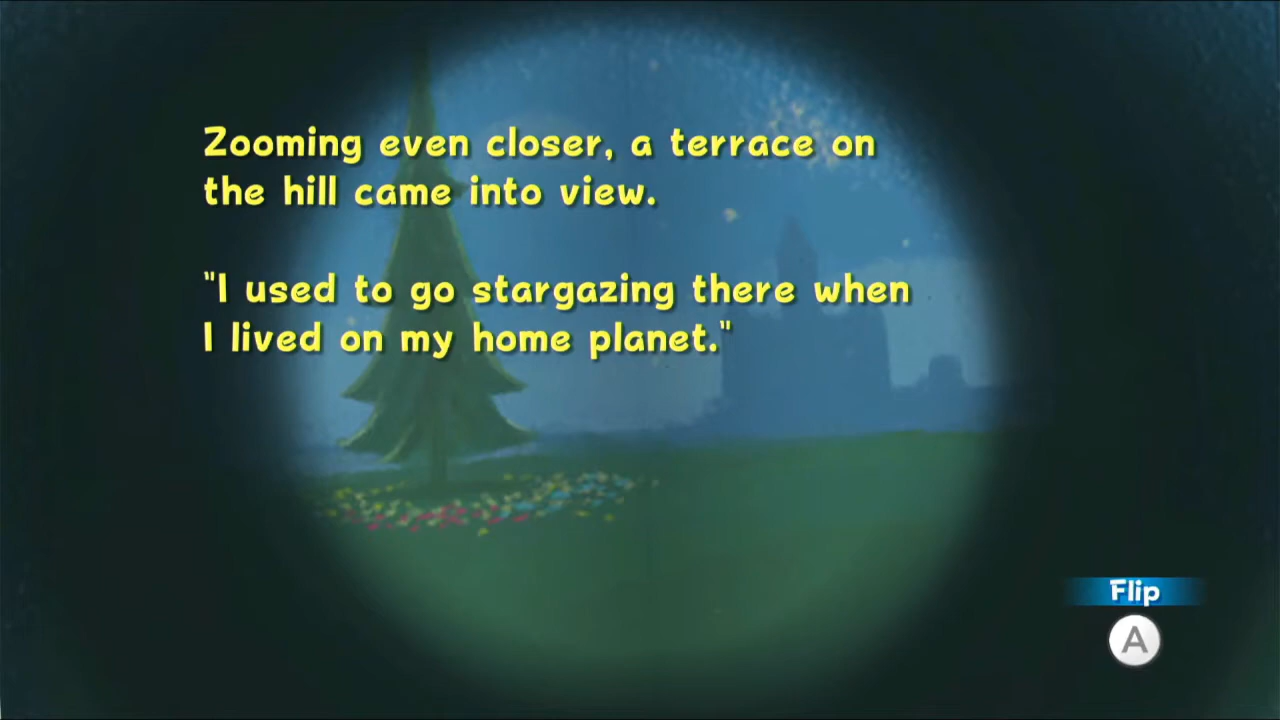 Zooming even closer, a terrace on
the hill came into view.
"I used to go stargazing there when
I lived on my home planet."
Flip
A